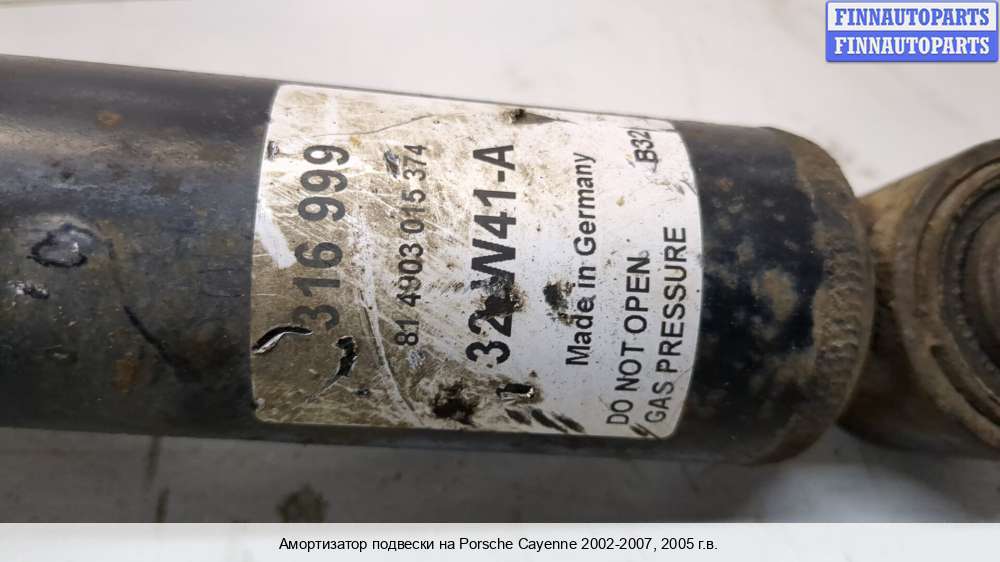 FINNAUTOPARTS
FINNAUTOPARTS
316 999
81 4903 015 374
32-W41-A
Made in Germany
B32
DO NOT OPEN
GAS PRESSURE
Амортизатор подвески на Porsche Cayenne 2002-2007, 2005 г.в.